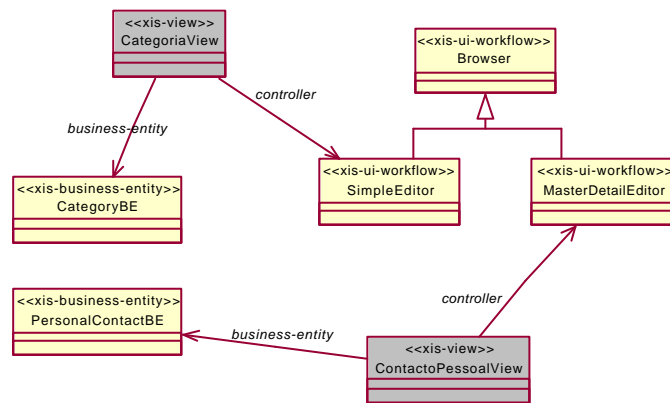 <<xis-view>>
CategoriaView
<<xis-ui-workflow>>
Browser
controller
business-entity
<<xis-business-entity>>
CategoryBE
<<xis-ui-workflow>>
SimpleEditor
<<xis-ui-workflow>>
MasterDetailEditor
<<xis-business-entity>>
PersonalContactBE
controller
business-entity
<<xis-view>>
ContactoPessoalView